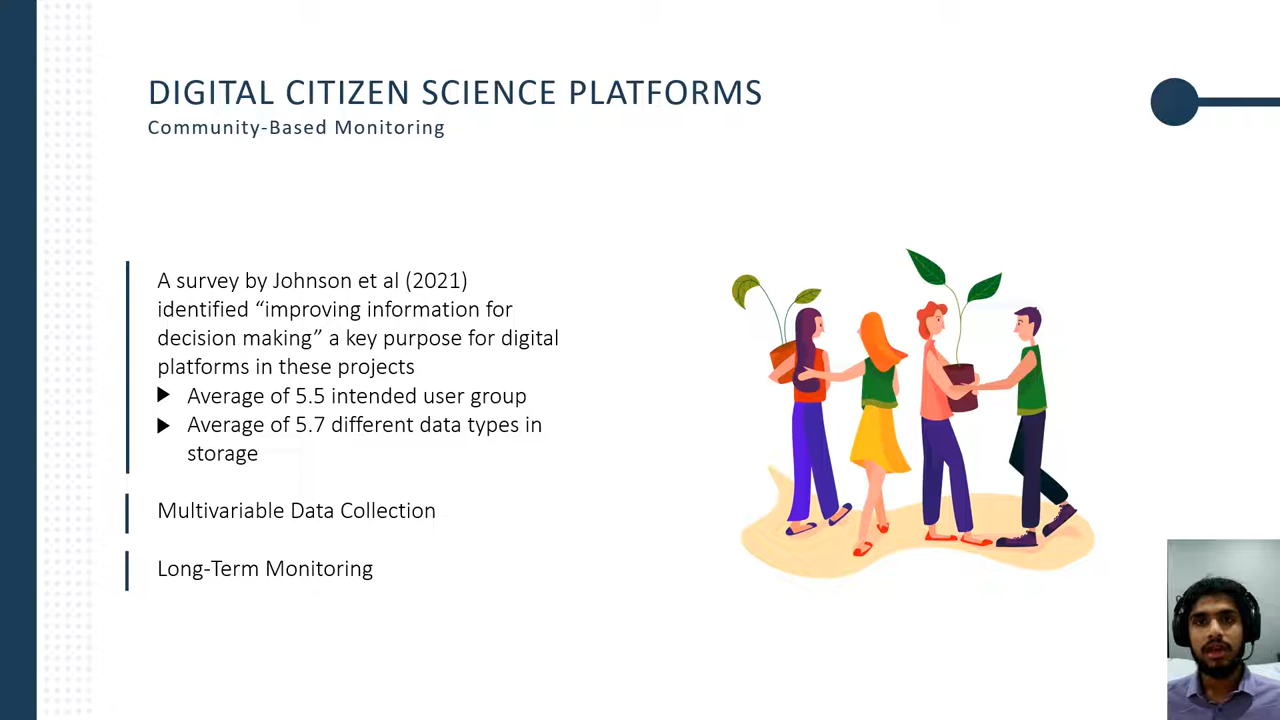 DIGITAL CITIZEN SCIENCE PLATFORMS
Community-Based Monitoring
A survey by Johnson et al (2021)
identified “improving information for
decision making” a key purpose for digital
platforms in these projects
Average of 5.5 intended user group
Average of 5.7 different data types in
storage
Multivariable Data Collection
Long-Term Monitoring